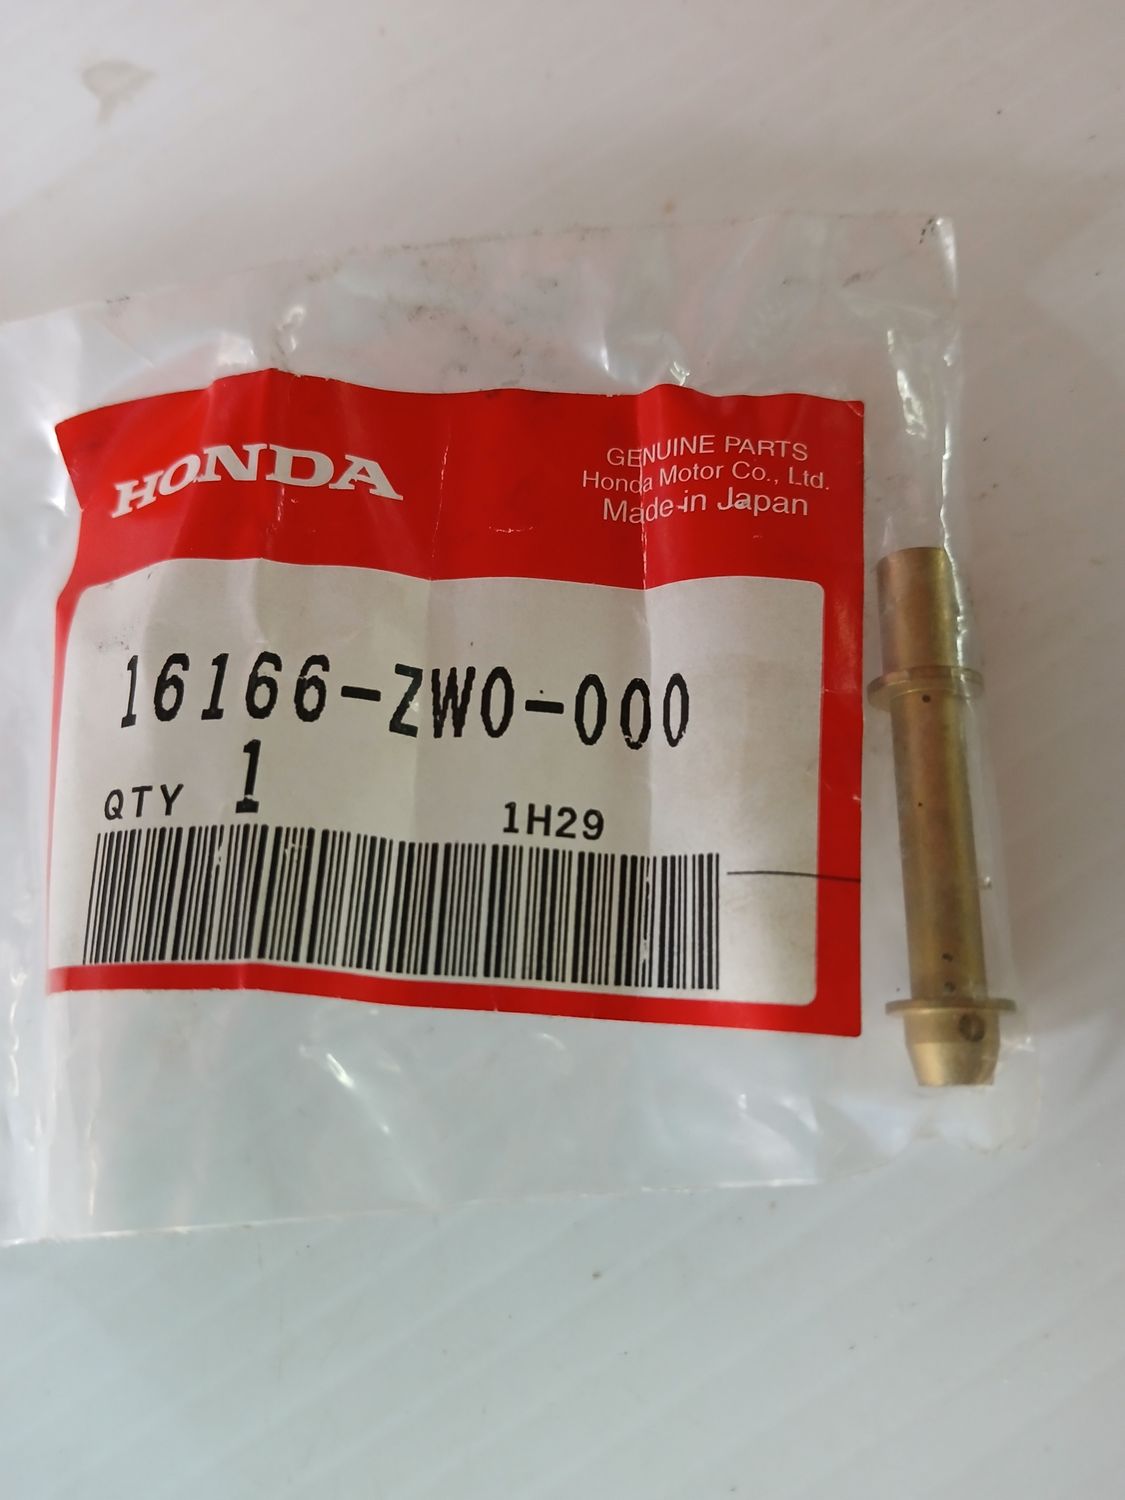 HONDA
GENUINE PARTS
Honda Motor Co., Ltd.
Made in Japan
16166-ZW0-000
QTY 1
1H29